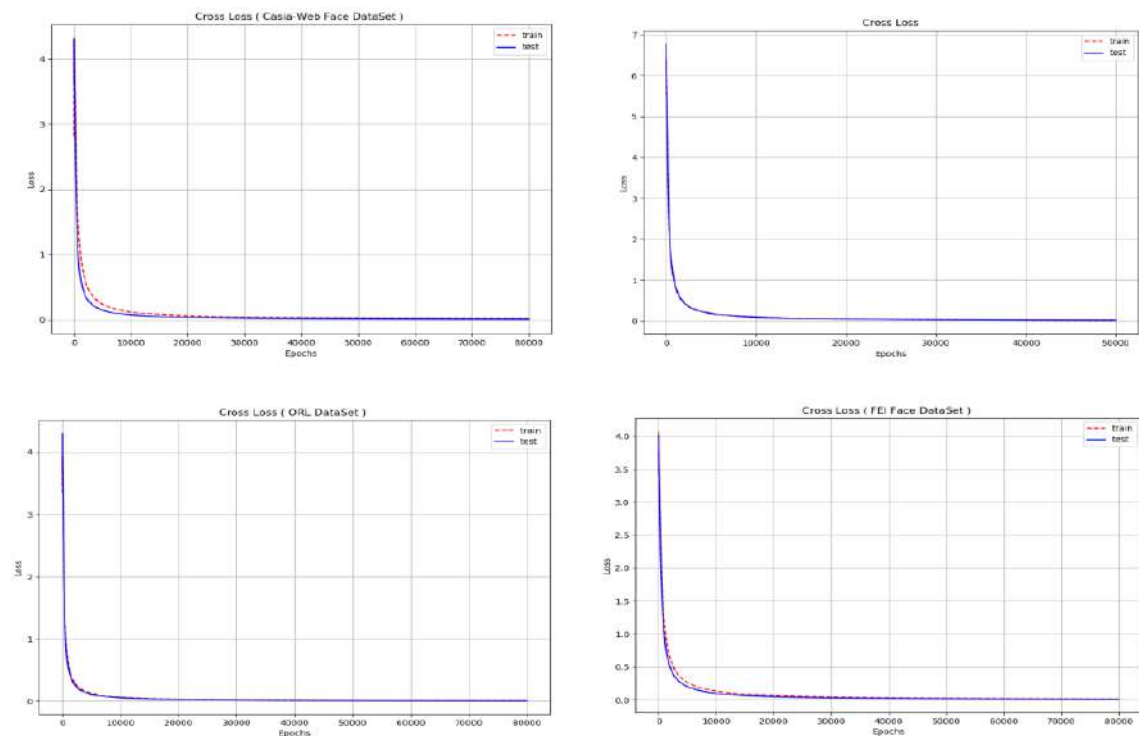 Cross Loss ( Casia-Web Face DataSet )
train
test
4
3
2
1
0
Loss
0 10000 20000 30000 40000 50000 60000 70000 80000
Epochs
Cross Loss
train
test
7
6
5
4
3
2
1
0
Loss
0 10000 20000 30000 40000 50000
Epochs
Cross Loss ( ORL DataSet )
train
test
4
3
2
1
0
Loss
0 10000 20000 30000 40000 50000 60000 70000 80000
Epochs
Cross Loss ( FEI Face DataSet )
train
test
4.0
3.5
3.0
2.5
2.0
1.5
1.0
0.5
0.0
Loss
0 10000 20000 30000 40000 50000 60000 70000 80000
Epochs